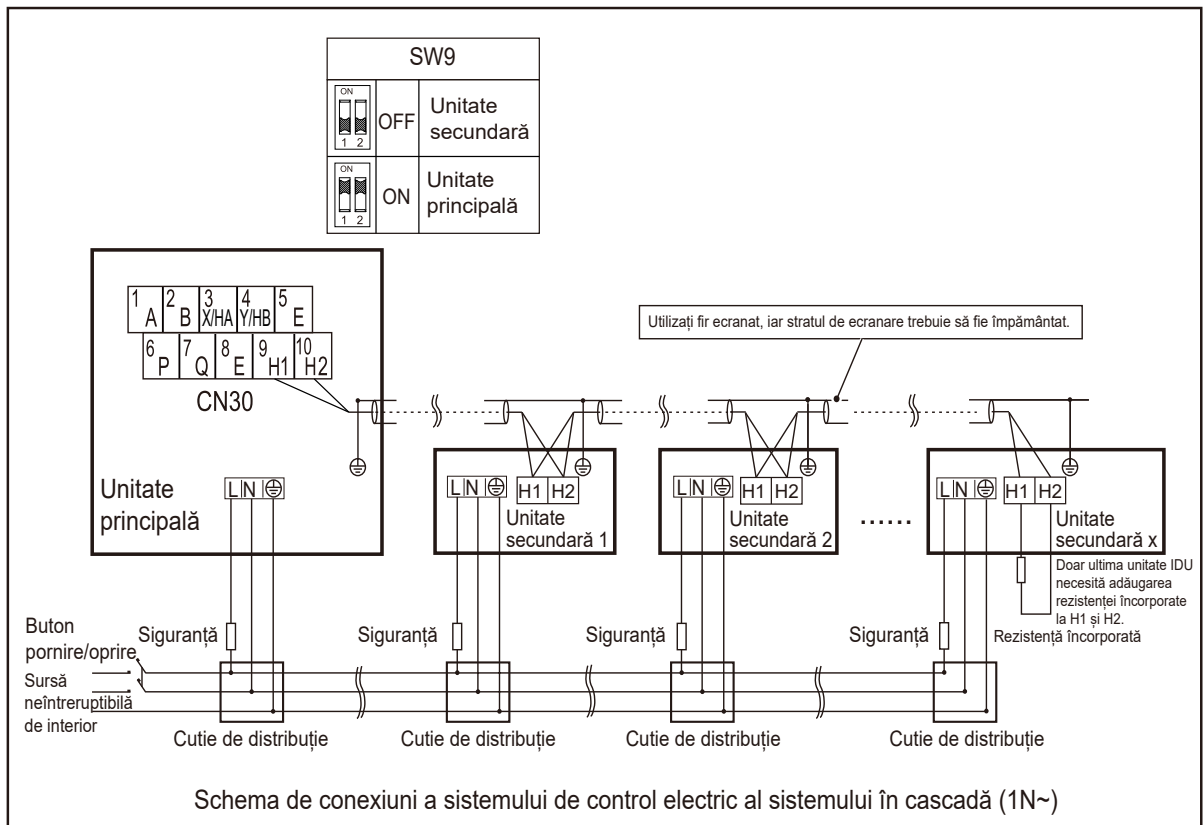 SW9
ON
1 2
OFF
Unitate
secundară
ON
1 2
ON
Unitate
principală
1 A
2 B
3 X/HA
4 Y/HB
5 E
6 P
7 Q
8 E
9 H1
10 H2
CN30
Utilizați fir ecranat, iar stratul de ecranare trebuie să fie împământat.
Unitate
principală
L N
L N
H1 H2
Unitate
secundară 1
L N
H1 H2
Unitate
secundară 2
......
L N
H1 H2
Unitate
secundară x
Doar ultima unitate IDU
necesită adăugarea
rezistenței încorporate
la H1 și H2.
Rezistență încorporată
Buton
pornire/oprire
Siguranță
Siguranță
Siguranță
Siguranță
Sursă
neîntreruptibilă
de interior
Cutie de distribuție
Cutie de distribuție
Cutie de distribuție
Cutie de distribuție
Schema de conexiuni a sistemului de control electric al sistemului în cascadă (1N~)